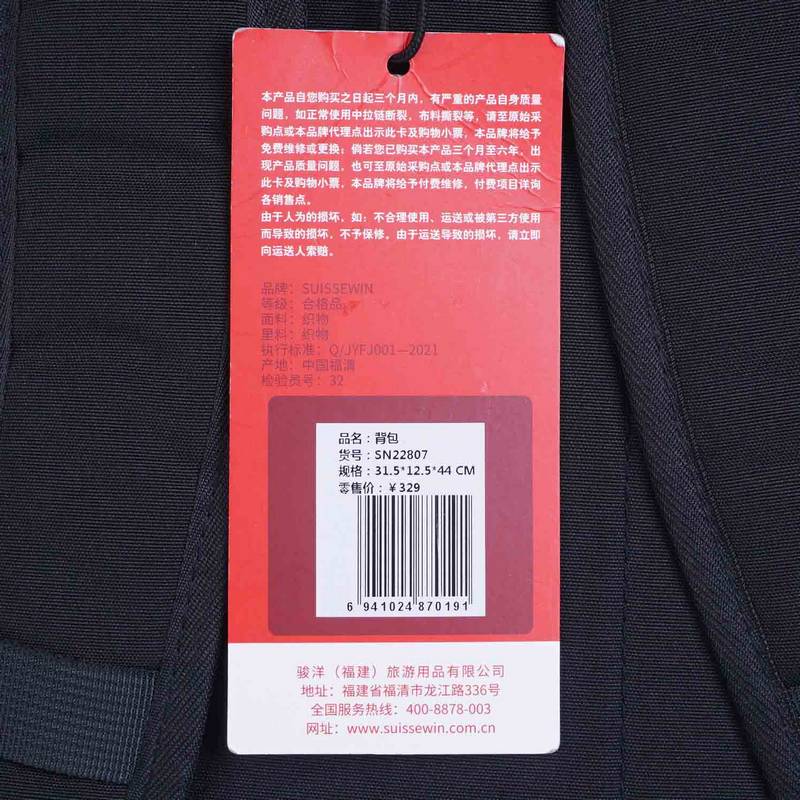 本产品自您购买之日起三个月内，有严重的产品自身质量
问题，如正常使用中拉链断裂，布料撕裂等，请至原始采
购点或本品牌代理点出示此卡及购物小票，本品牌将给予
免费维修或更换；倘若您已购买本产品三个月至六年，出
现产品质量问题，也可至原始采购点或本品牌代理点出示
此卡及购物小票，本品牌将给予付费维修，付费项目详询
各销售点。
由于人为的损坏，如：不合理使用、运送或被第三方使用
而导致的损坏，不予保修。由于运送导致的损坏，请立即
向运送人索赔。
品牌：SUISSEWIN
等级：合格品
面料：织物
里料：织物
执行标准：Q/JYFJ001—2021
产地：中国福清
检验员号：32
品名：背包
货号：SN22807
规格：31.5*12.5*44 CM
零售价：￥329
6 941024 870191
骏洋（福建）旅游用品有限公司
地址：福建省福清市龙江路336号
全国服务热线：400-8878-003
网址：www.suissewin.com.cn